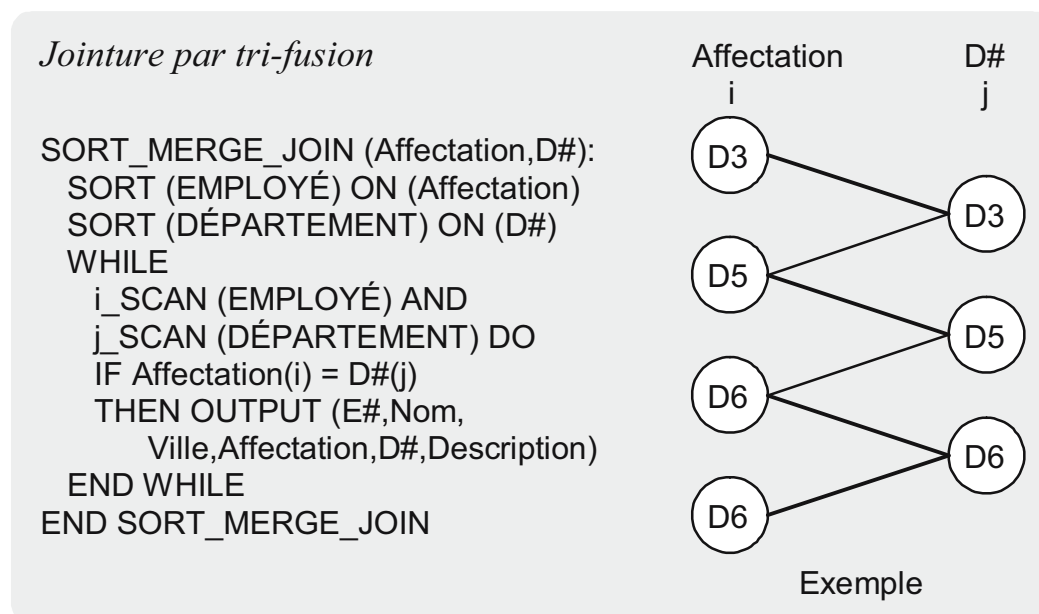 Jointure par tri-fusion
SORT_MERGE_JOIN (Affectation,D#):
SORT (EMPLOYÉ) ON (Affectation)
SORT (DÉPARTEMENT) ON (D#)
WHILE
i_SCAN (EMPLOYÉ) AND
j_SCAN (DÉPARTEMENT) DO
IF Affectation(i) = D#(j)
THEN OUTPUT (E#,Nom,
Ville,Affectation,D#,Description)
END WHILE
END SORT_MERGE_JOIN
Affectation D#
i j
D3
D3
D5
D5
D6
D6
D6
Exemple